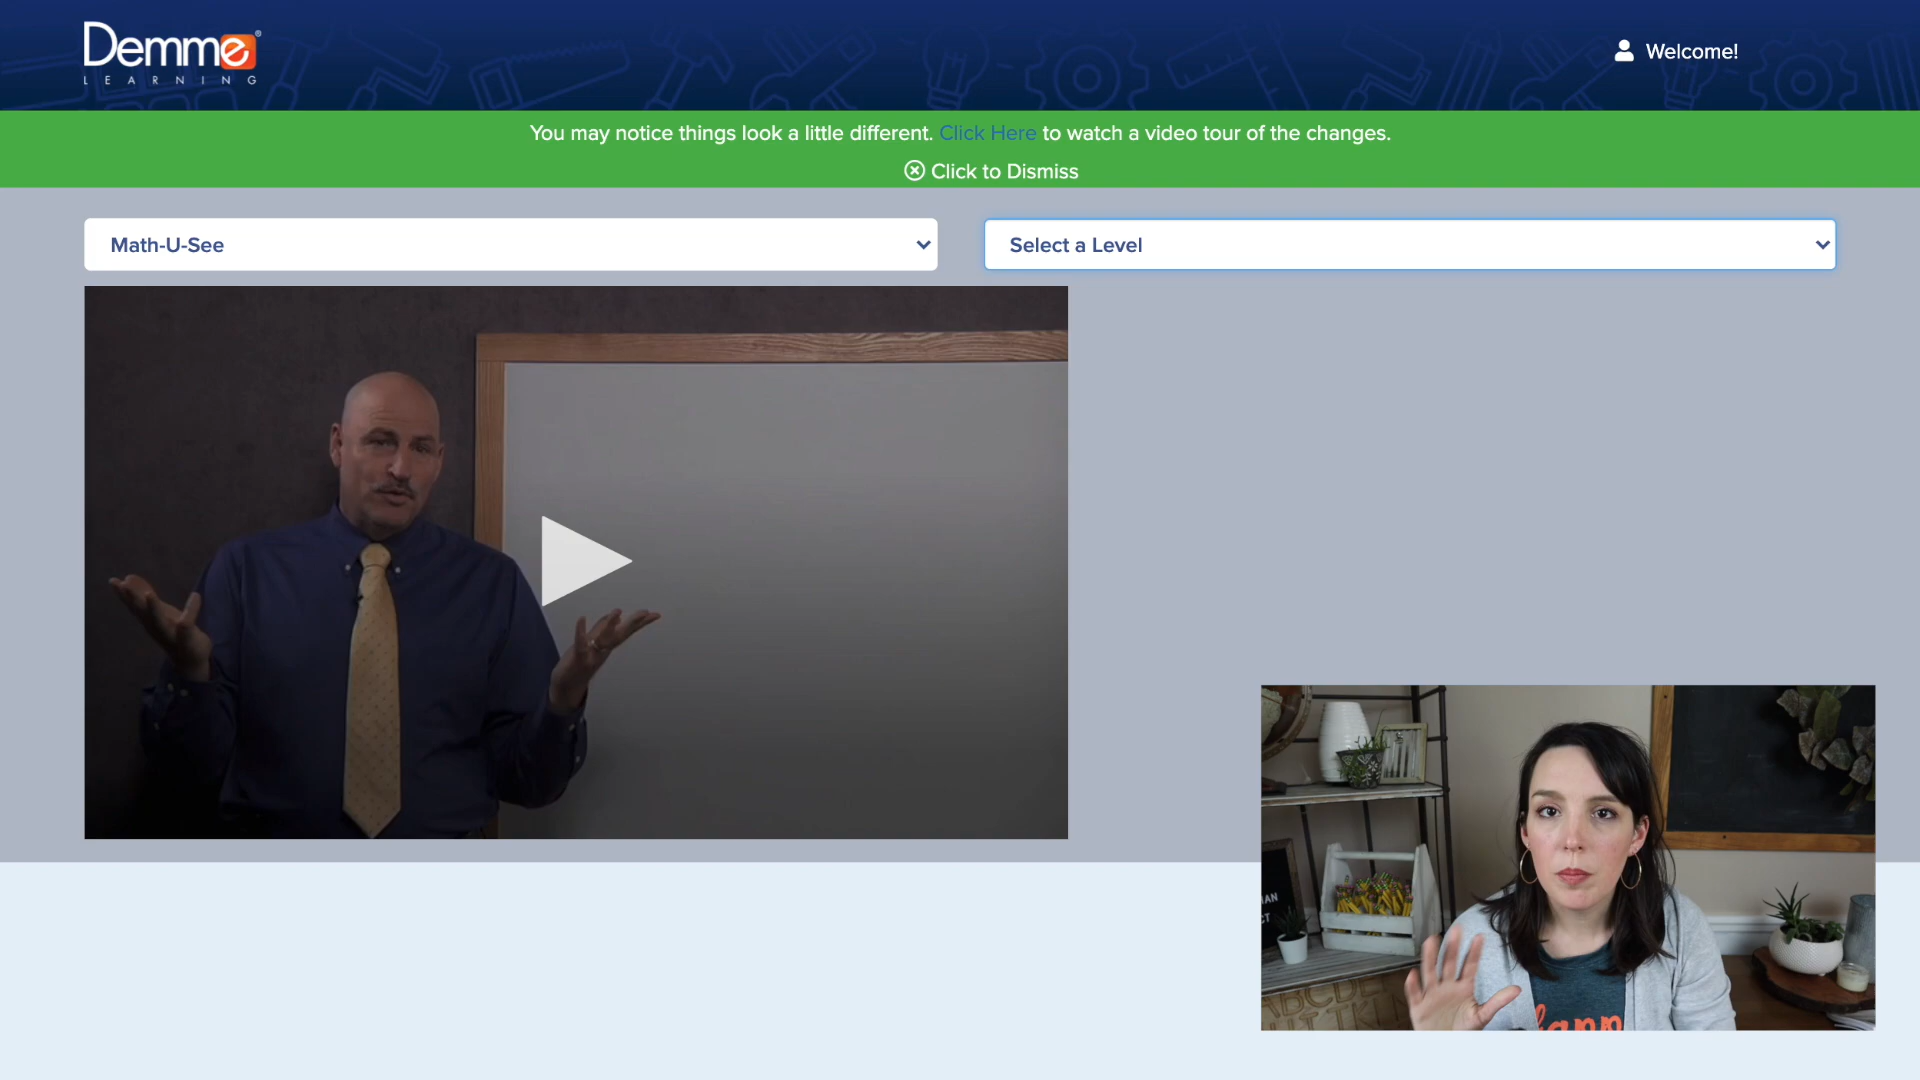 Demme®
LEARNING
Welcome!
You may notice things look a little different. Click Here to watch a video tour of the changes.
Click to Dismiss
Math-U-See
Select a Level